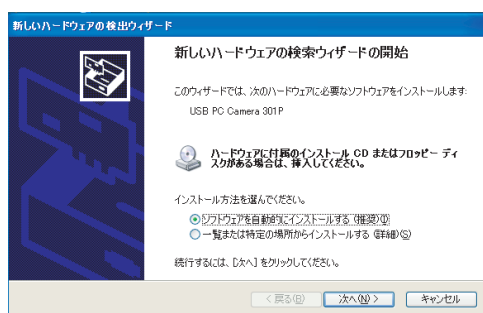 新しいハードウェアの検出ウィザード
新しいハードウェアの検索ウィザードの開始
このウィザードでは、次のハードウェアに必要なソフトウェアをインストールします:
USB PC Camera 301P
ハードウェアに付属のインストール CD またはフロッピー ディ
スクがある場合は、挿入してください。
インストール方法を選んでください。
ソフトウェアを自動的にインストールする (推奨)(I)
一覧または特定の場所からインストールする (詳細)(S)
続行するには、[次へ] をクリックしてください。
< 戻る(B)
次へ(N) >
キャンセル